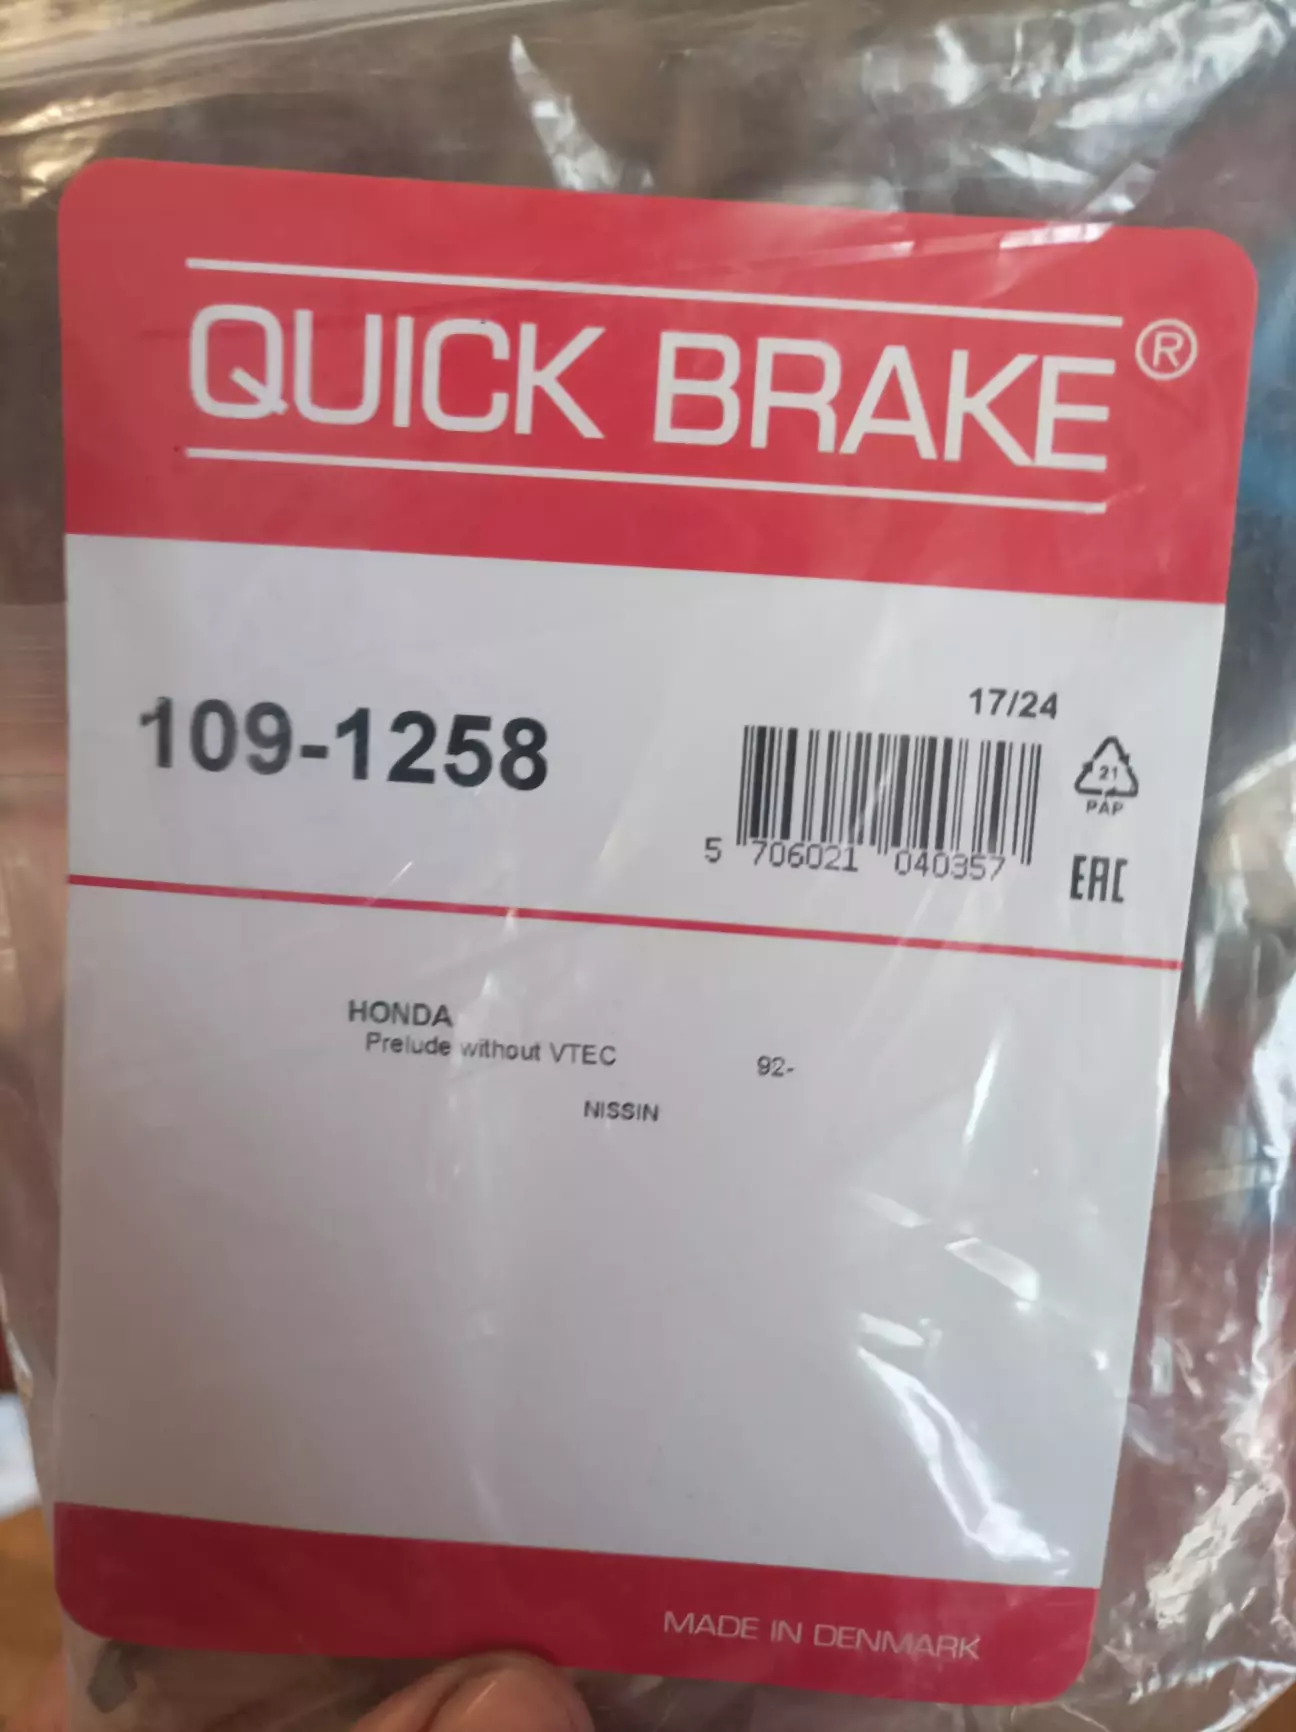 QUICK BRAKE®
109-1258
17/24
5 706021 040357
21
PAP
EAC
HONDA
Prelude without VTEC 92-
NISSIN
MADE IN DENMARK